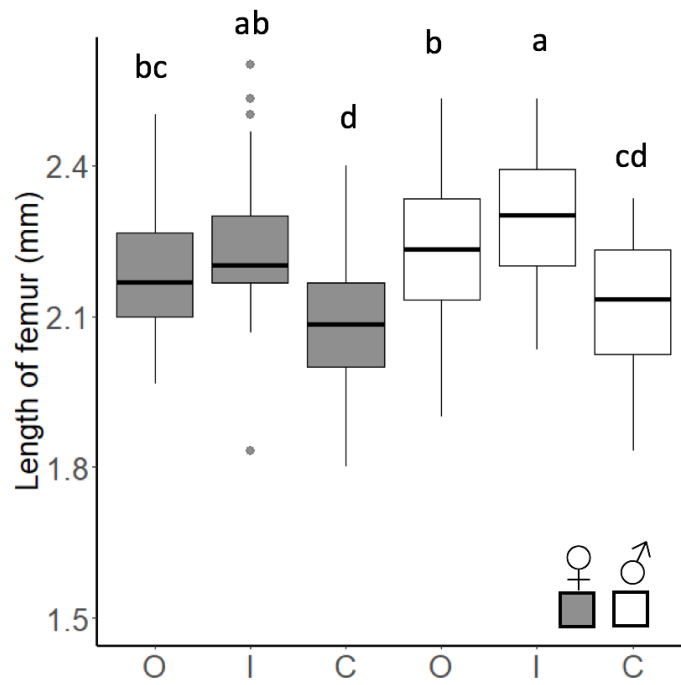 ab
b
a
bc
d
cd
Length of femur (mm)
2.4
2.1
1.8
1.5
♀ ♂
O I C O I C